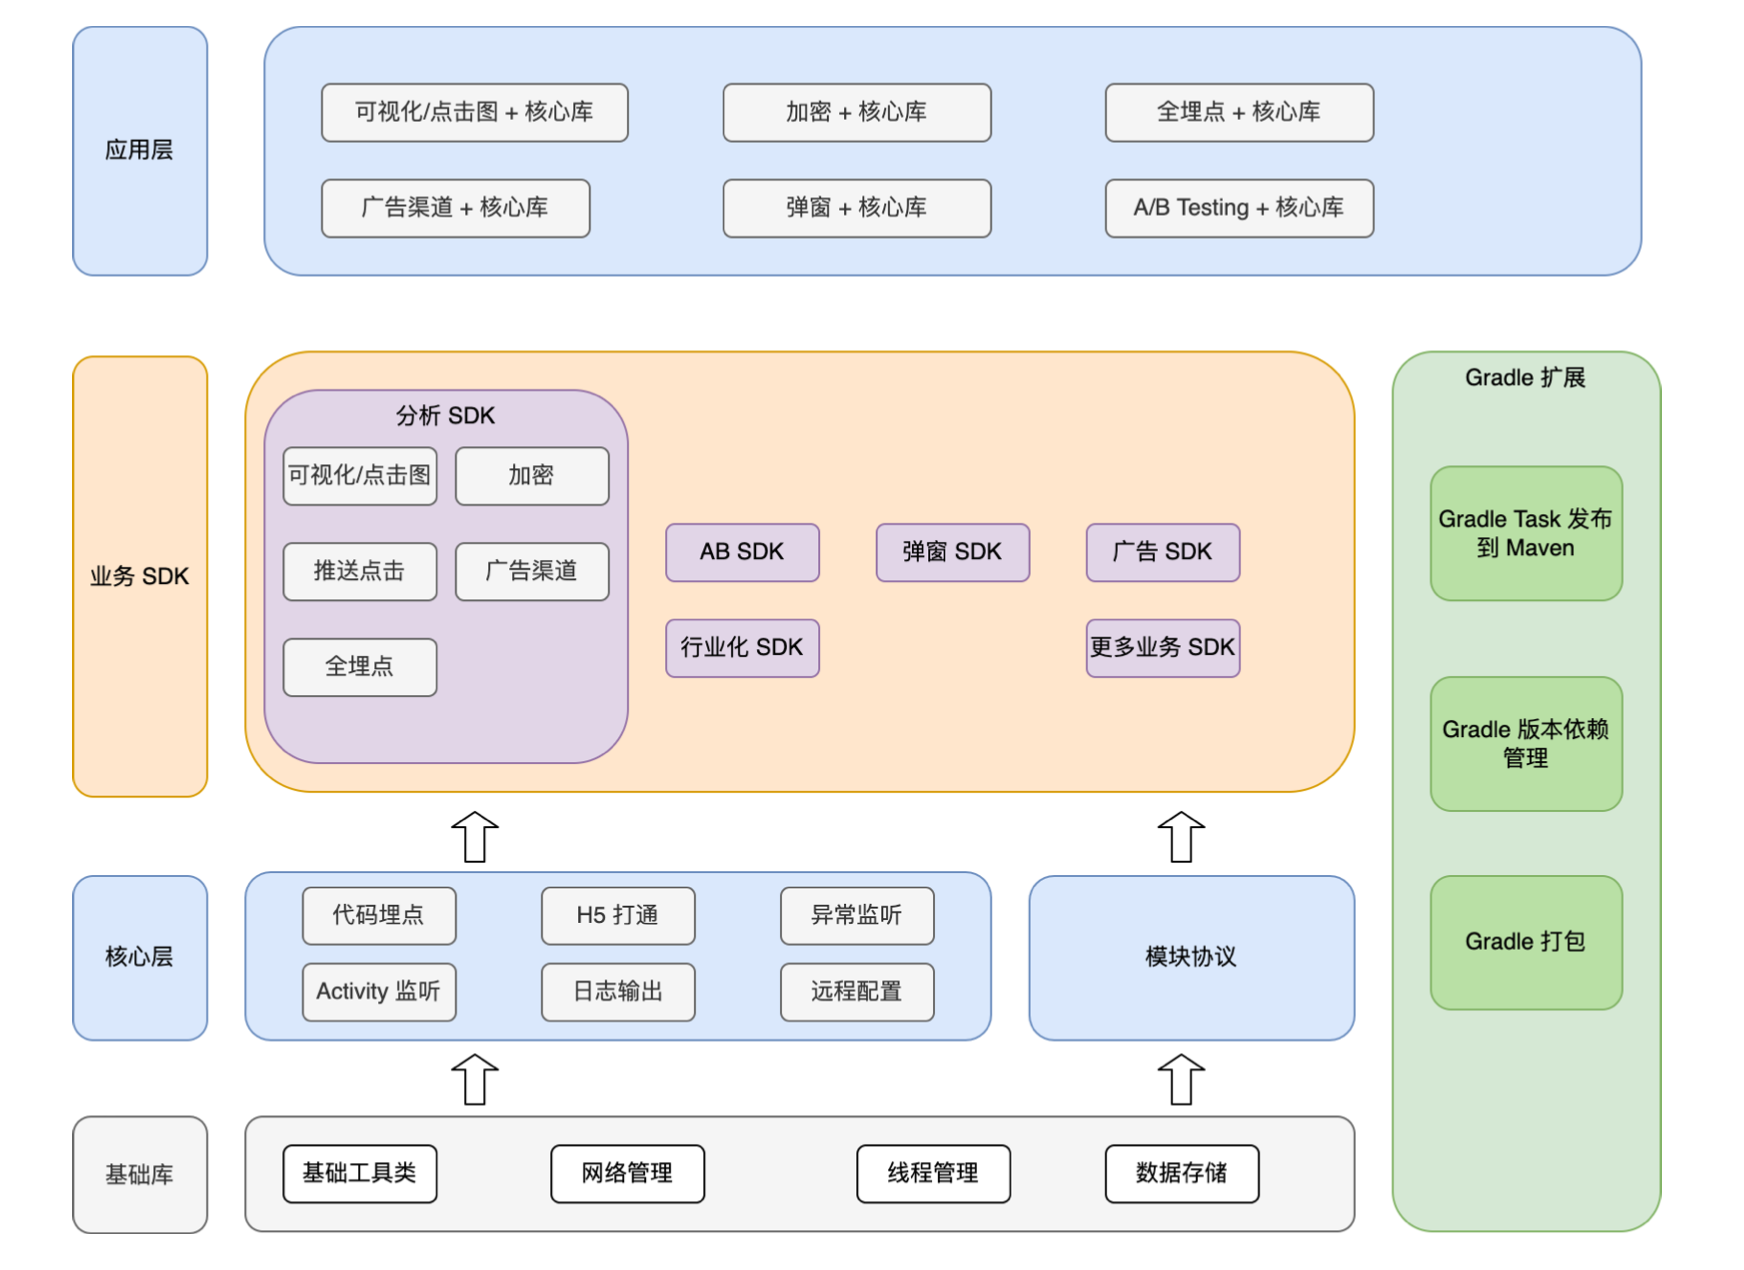 应用层
可视化/点击图 + 核心库
加密 + 核心库
全埋点 + 核心库
广告渠道 + 核心库
弹窗 + 核心库
A/B Testing + 核心库
业务 SDK
分析 SDK
可视化/点击图
加密
推送点击
广告渠道
全埋点
AB SDK
弹窗 SDK
广告 SDK
行业化 SDK
更多业务 SDK
Gradle 扩展
Gradle Task 发布
到 Maven
Gradle 版本依赖
管理
Gradle 打包
核心层
代码埋点
H5 打通
异常监听
Activity 监听
日志输出
远程配置
模块协议
基础库
基础工具类
网络管理
线程管理
数据存储